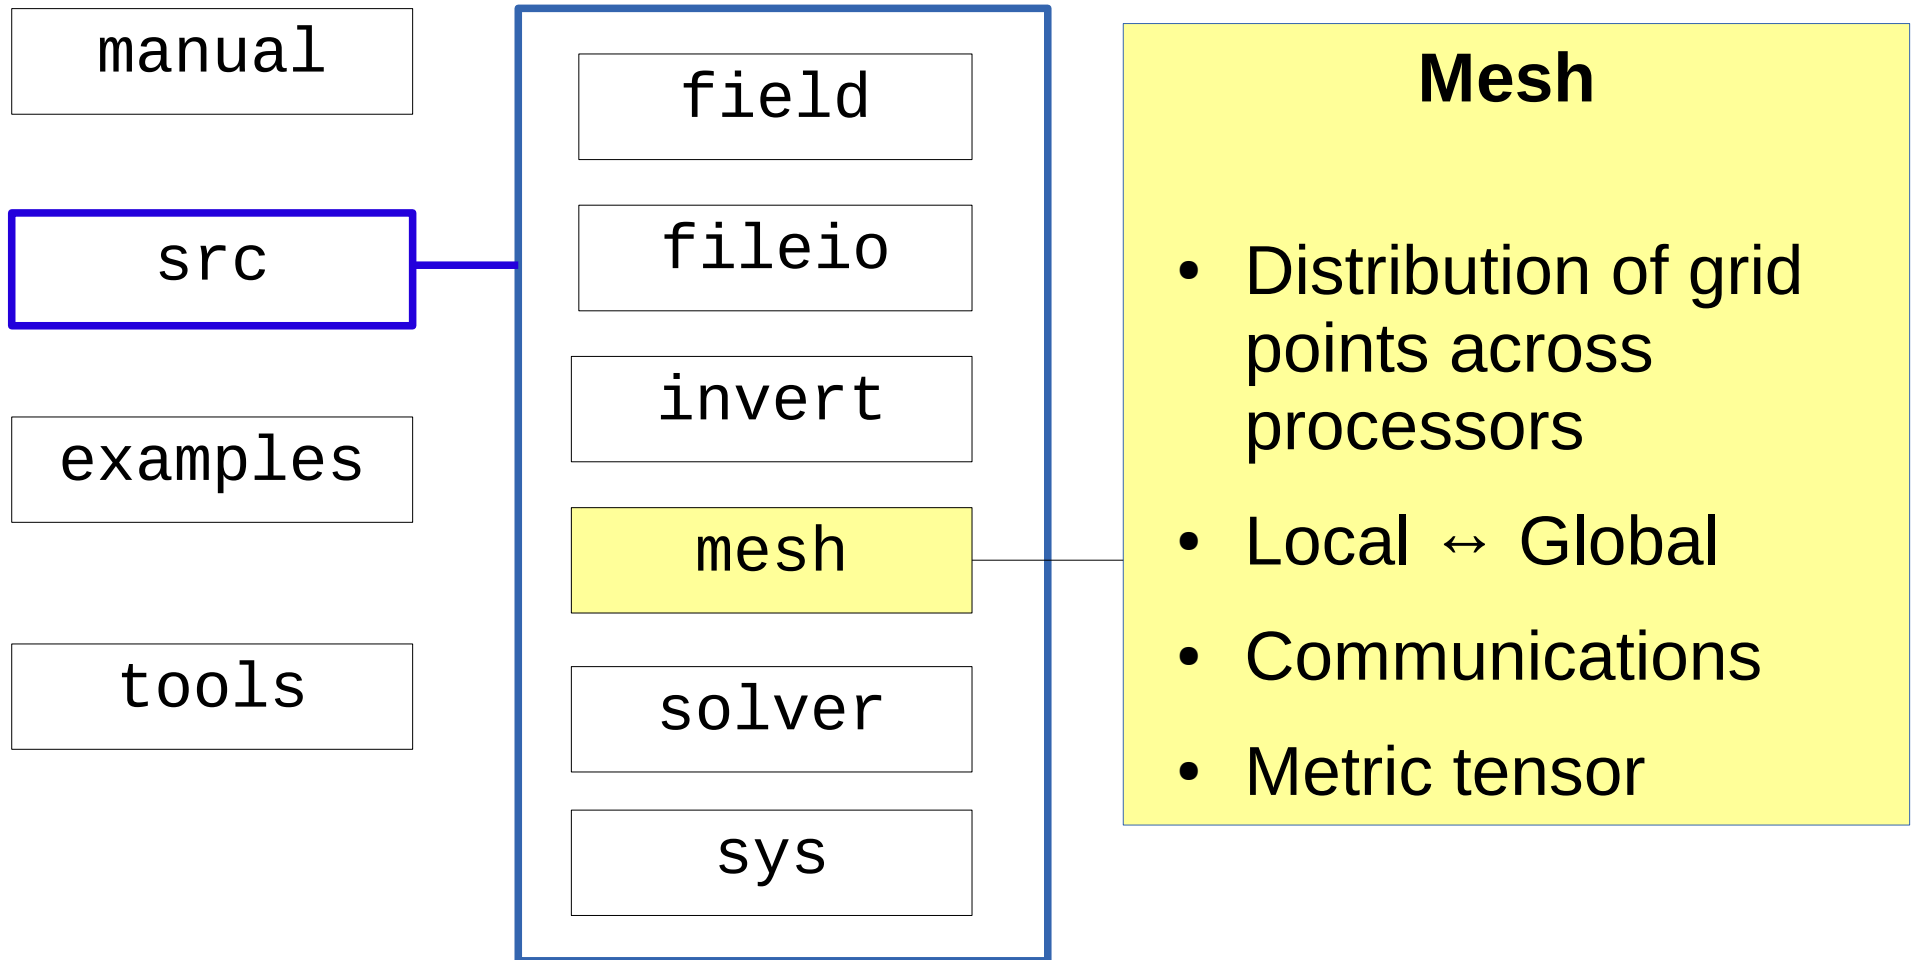 manual
src
examples
tools
field
fileio
invert
mesh
solver
sys
Mesh
• Distribution of grid
points across
processors
• Local ↔ Global
• Communications
• Metric tensor